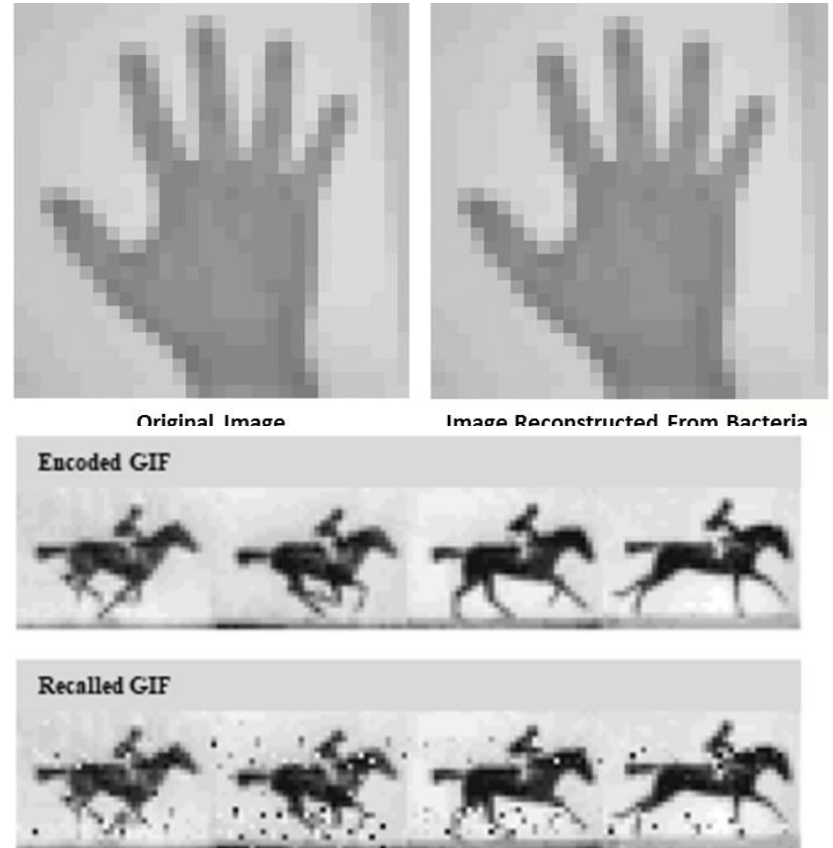 Original Image
Image Reconstructed From Bacteria
Encoded GIF
Recalled GIF